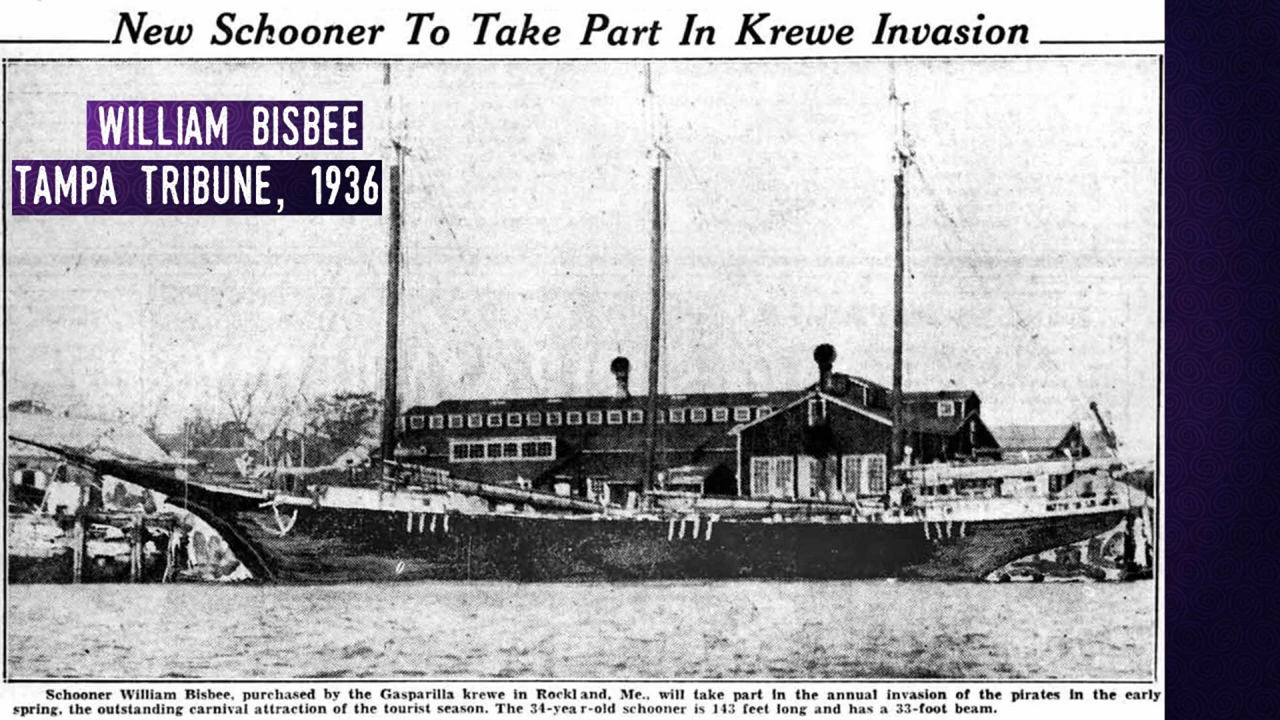 New Schooner To Take Part In Krewe Invasion
WILLIAM BISBEE
TAMPA TRIBUNE, 1936
Schooner William Bisbee, purchased by the Gasparilla krewe in Rockland, Me., will take part in the annual invasion of the pirates in the early
spring, the outstanding carnival attraction of the tourist season. The 34-year-old schooner is 143 feet long and has a 33-foot beam.